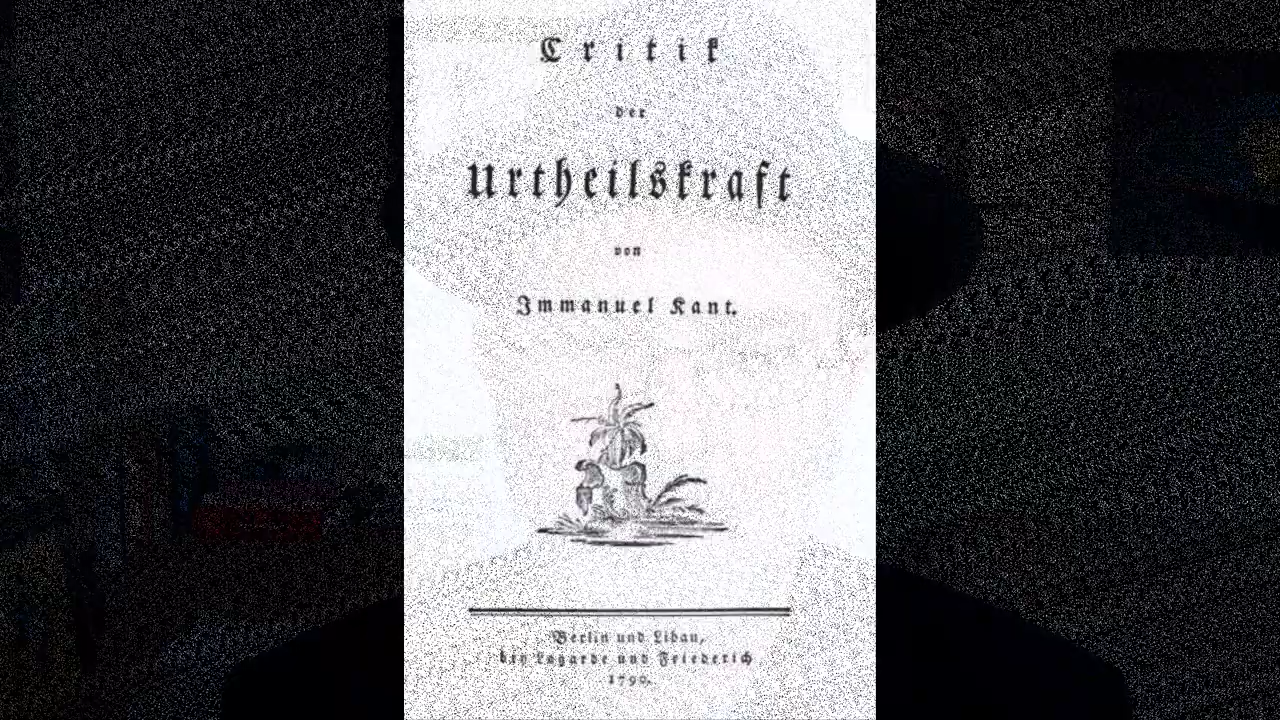 Critik
der
Urtheilskraft
von
Immanuel Kant.
Berlin und Libau,
bey Lagarde und Friederich
1790.